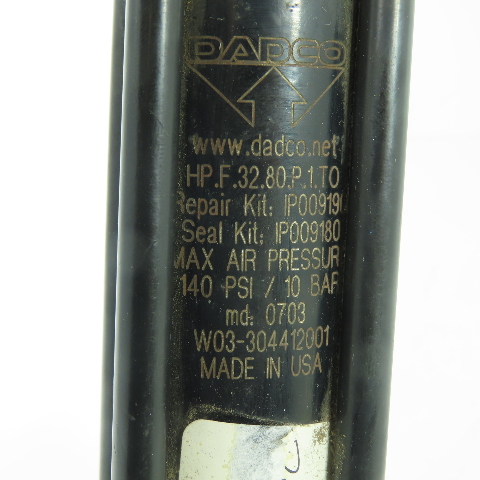 DADCO
www.dadco.net
HP.F.32.80.P.1.TO
Repair Kit: IP009190
Seal Kit: IP009180
MAX AIR PRESSUR
140 PSI / 10 BAR
md. 0703
W03-304412001
MADE IN USA
J